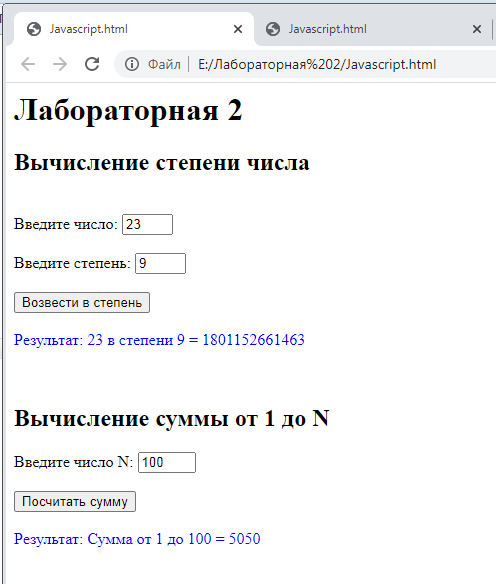 Javascript.html
Javascript.html
Файл E:/Лабораторная%202/Javascript.html
Лабораторная 2
Вычисление степени числа
Введите число: 23
Введите степень: 9
Возвести в степень
Результат: 23 в степени 9 = 1801152661463
Вычисление суммы от 1 до N
Введите число N: 100
Посчитать сумму
Результат: Сумма от 1 до 100 = 5050